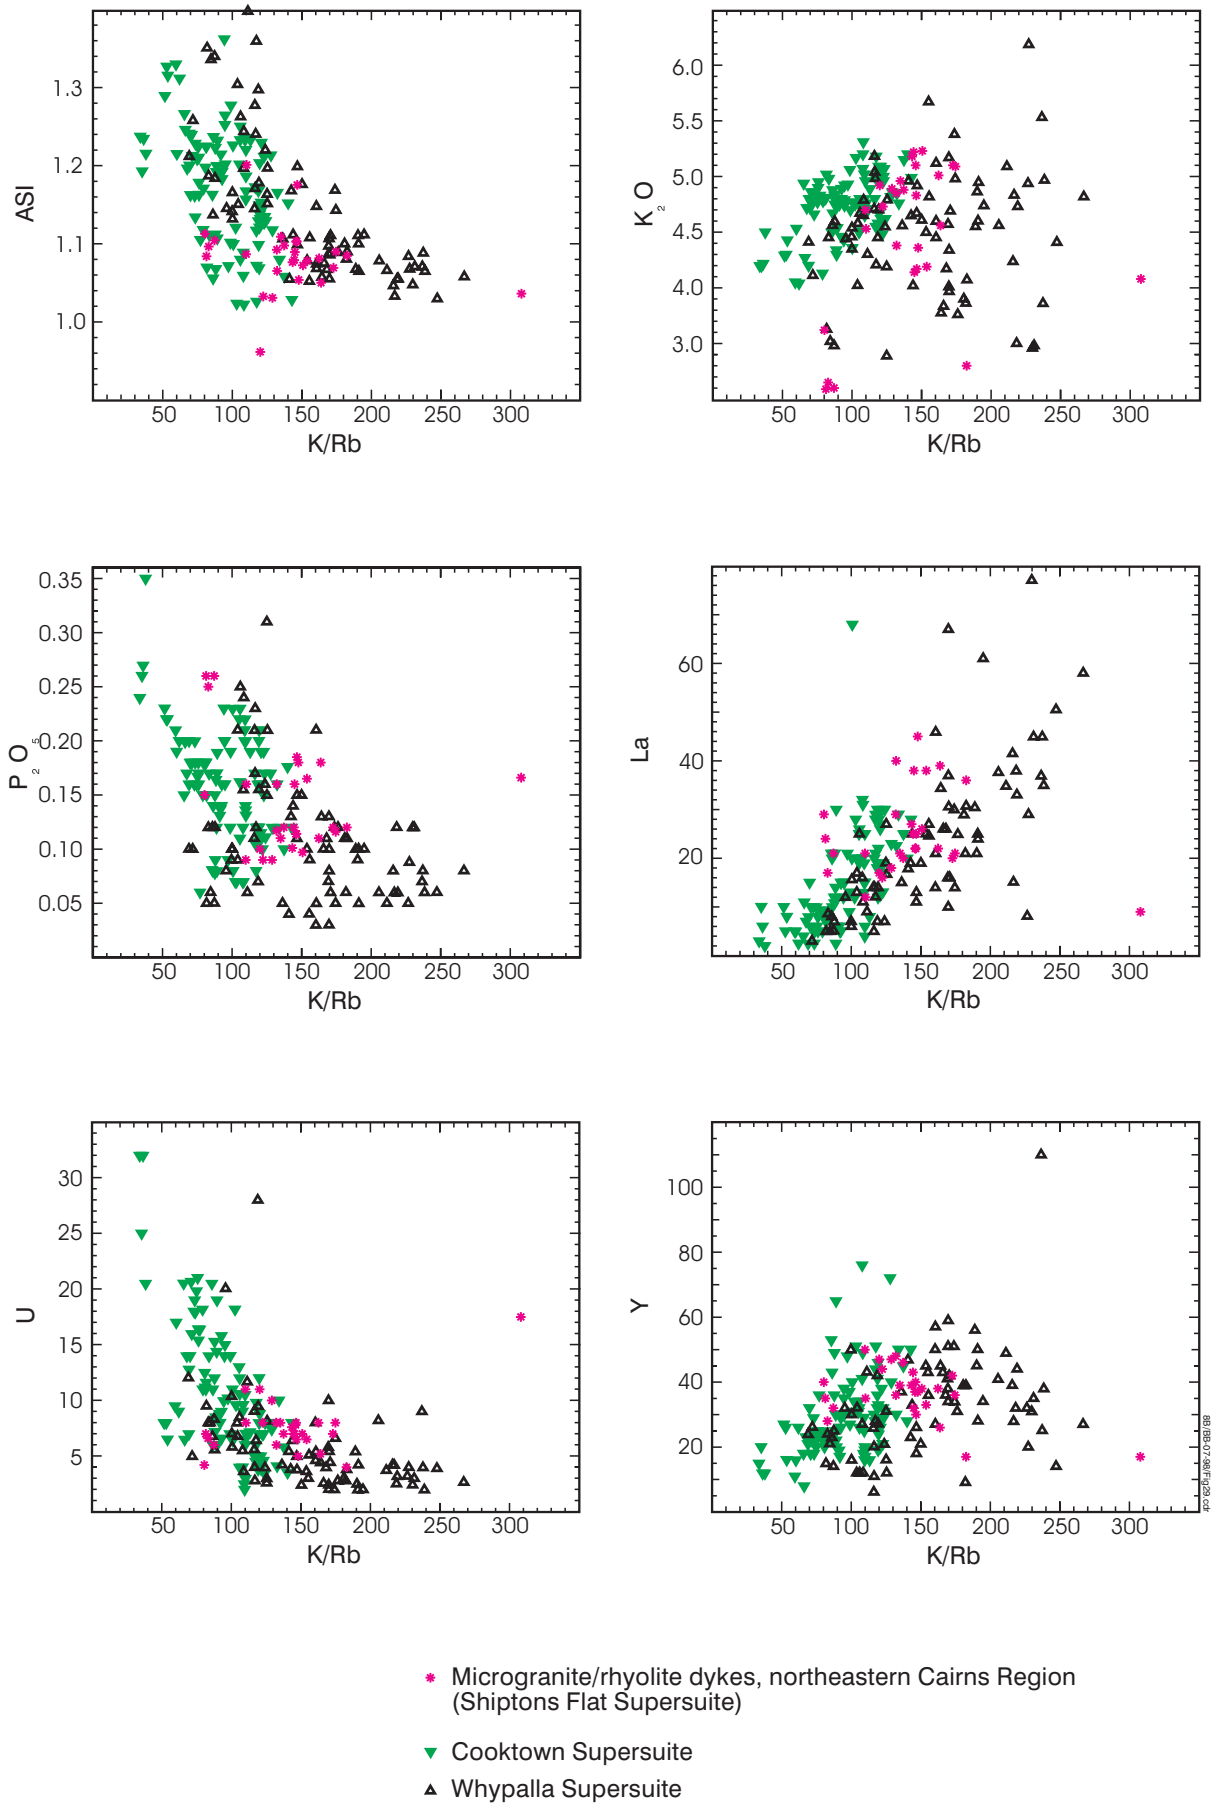 1.3
1.2
1.1
1.0
ASI
50 100 150 200 250 300
K/Rb
6.0
5.5
5.0
4.5
4.0
3.0
K₂O
50 100 150 200 250 300
K/Rb
0.35
0.30
0.25
0.20
0.15
0.10
0.05
P₂O₅
50 100 150 200 250 300
K/Rb
60
40
20
La
50 100 150 200 250 300
K/Rb
30
25
20
15
10
5
U
50 100 150 200 250 300
K/Rb
100
80
60
40
20
Y
50 100 150 200 250 300
K/Rb
Microgranite/rhyolite dykes, northeastern Cairns Region
(Shiptons Flat Supersuite)
Cooktown Supersuite
Whypalla Supersuite